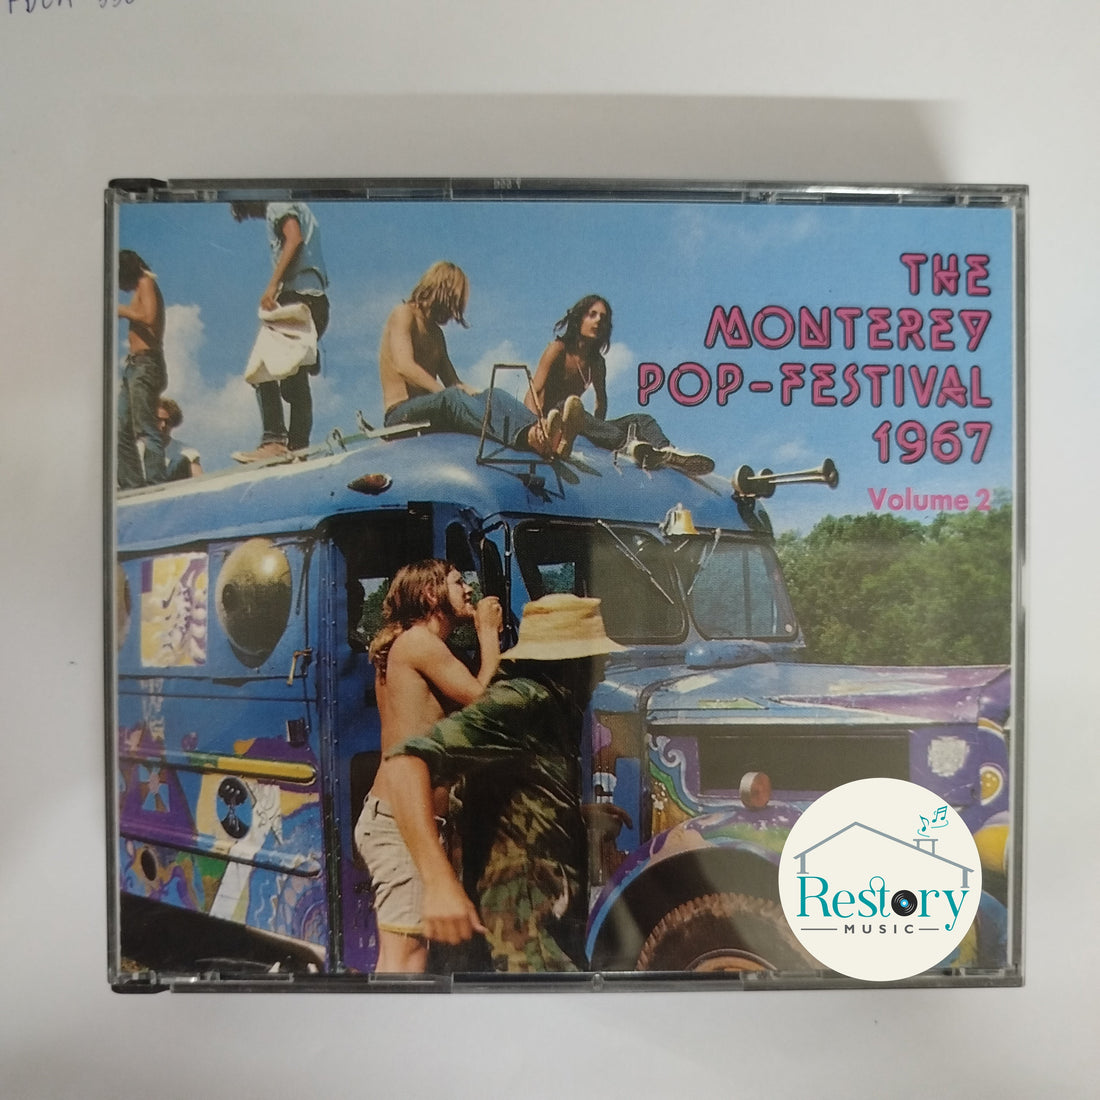 THE
MONTEREY
POP-FESTIVAL
1967
Volume 2
Restory
MUSIC